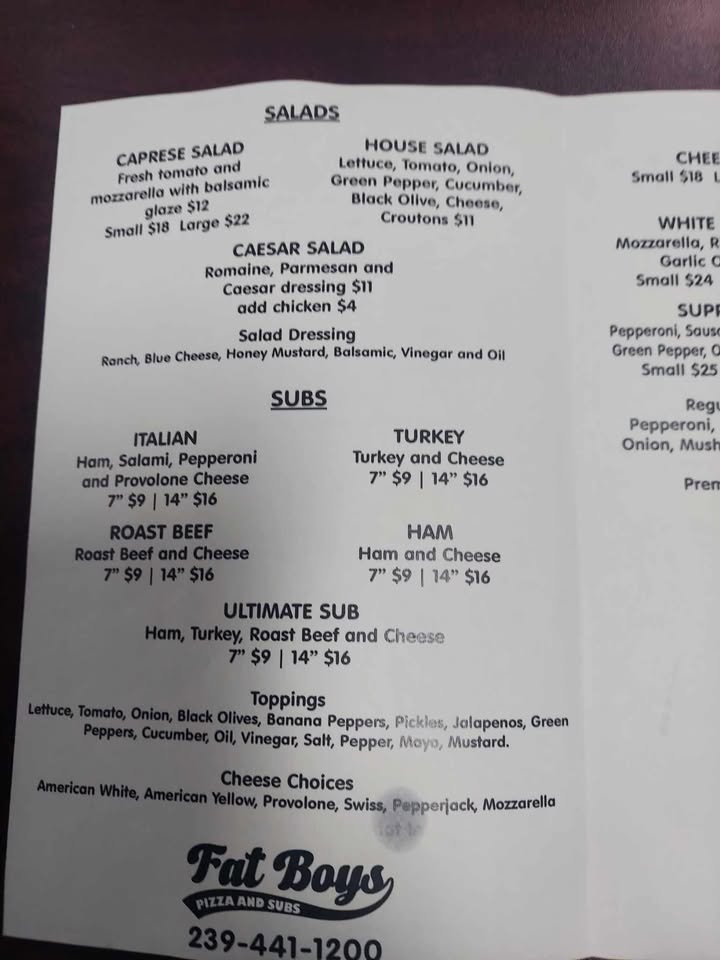 SALADS
CAPRESE SALAD
Fresh tomato and
mozzarella with balsamic
glaze $12
Small $18 Large $22
HOUSE SALAD
Lettuce, Tomato, Onion,
Green Pepper, Cucumber,
Black Olive, Cheese,
Croutons $11
CAESAR SALAD
Romaine, Parmesan and
Caesar dressing $11
add chicken $4
Salad Dressing
Ranch, Blue Cheese, Honey Mustard, Balsamic, Vinegar and Oil
SUBS
ITALIAN
Ham, Salami, Pepperoni
and Provolone Cheese
7" $9 | 14" $16
TURKEY
Turkey and Cheese
7" $9 | 14" $16
ROAST BEEF
Roast Beef and Cheese
7" $9 | 14" $16
HAM
Ham and Cheese
7" $9 | 14" $16
ULTIMATE SUB
Ham, Turkey, Roast Beef and Cheese
7" $9 | 14" $16
Toppings
Lettuce, Tomato, Onion, Black Olives, Banana Peppers, Pickles, Jalapenos, Green
Peppers, Cucumber, Oil, Vinegar, Salt, Pepper, Mayo, Mustard.
Cheese Choices
American White, American Yellow, Provolone, Swiss, Pepperjack, Mozzarella
Fat Boys
PIZZA AND SUBS
239-441-1200
Small $18
WHITE
Mozzarella,
Garlic
Small $24
Pepperoni,
Green Pepper,
Small $25
Pepperoni,
Onion,